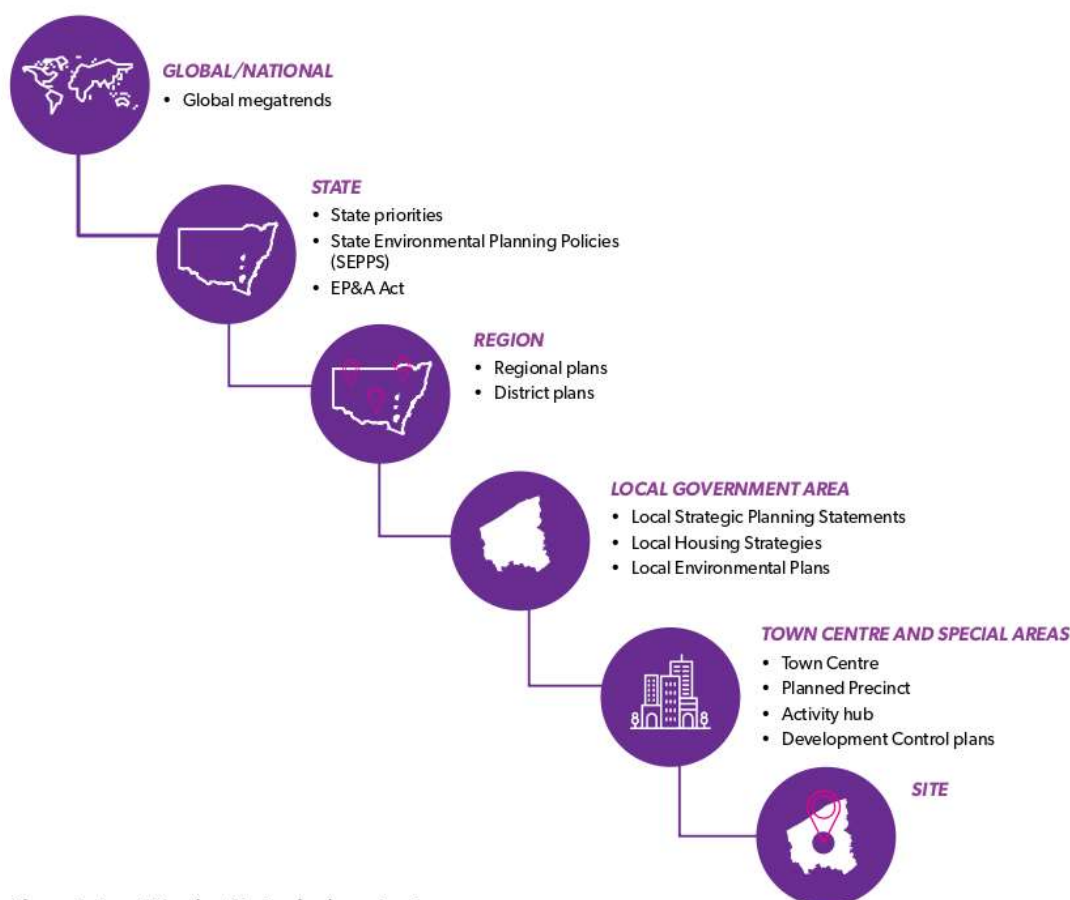 GLOBAL/NATIONAL
• Global megatrends
STATE
• State priorities
• State Environmental Planning Policies
(SEPPS)
• EP&A Act
REGION
• Regional plans
• District plans
LOCAL GOVERNMENT AREA
• Local Strategic Planning Statements
• Local Housing Strategies
• Local Environmental Plans
TOWN CENTRE AND SPECIAL AREAS
• Town Centre
• Planned Precinct
• Activity hub
• Development Control plans
SITE